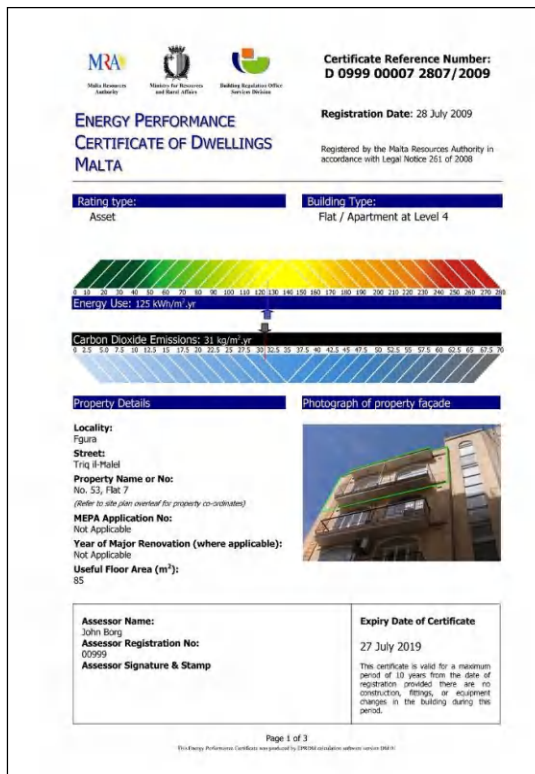 MRA
Malta Resources
Authority
Ministry for Resources
and Rural Affairs
Building Regulation Office
Services Division
Certificate Reference Number:
D 0999 00007 2807/2009
ENERGY PERFORMANCE
CERTIFICATE OF DWELLINGS
MALTA
Registration Date: 28 July 2009
Registered by the Malta Resources Authority in
accordance with Legal Notice 261 of 2008
Rating type:
Asset
Building Type:
Flat / Apartment at Level 4
0 10 20 30 40 50 60 70 80 90 100 110 120 130 140 150 160 170 180 190 200 210 220 230 240 250 260 270 280
Energy Use: 125 kWh/m².yr
Carbon Dioxide Emissions: 31 kg/m².yr
0 2.5 5.0 7.5 10 12.5 15 17.5 20 22.5 25 27.5 30 32.5 35 37.5 40 42.5 45 47.5 50 52.5 55 57.5 60 62.5 65 67.5 70
Property Details
Locality:
Fgura
Street:
Triq il-Malel
Property Name or No:
No. 53, Flat 7
(Refer to site plan overleaf for property co-ordinates)
MEPA Application No:
Not Applicable
Year of Major Renovation (where applicable):
Not Applicable
Useful Floor Area (m²):
85
Photograph of property façade
Assessor Name:
John Borg
Assessor Registration No:
00999
Assessor Signature & Stamp
Expiry Date of Certificate
27 July 2019
This certificate is valid for a maximum
period of 10 years from the date of
registration provided there are no
construction, fittings, or equipment
changes in the building during this
period.
Page 1 of 3
This Energy Performance Certificate was produced by EPRDM calculation software version